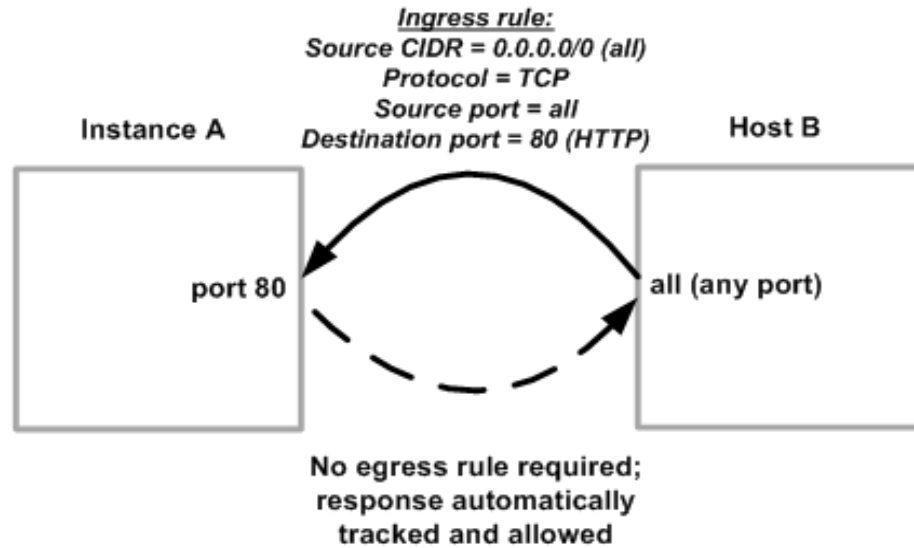 Ingress rule:
Source CIDR = 0.0.0.0/0 (all)
Protocol = TCP
Source port = all
Destination port = 80 (HTTP)
Instance A
Host B
port 80
all (any port)
No egress rule required;
response automatically
tracked and allowed